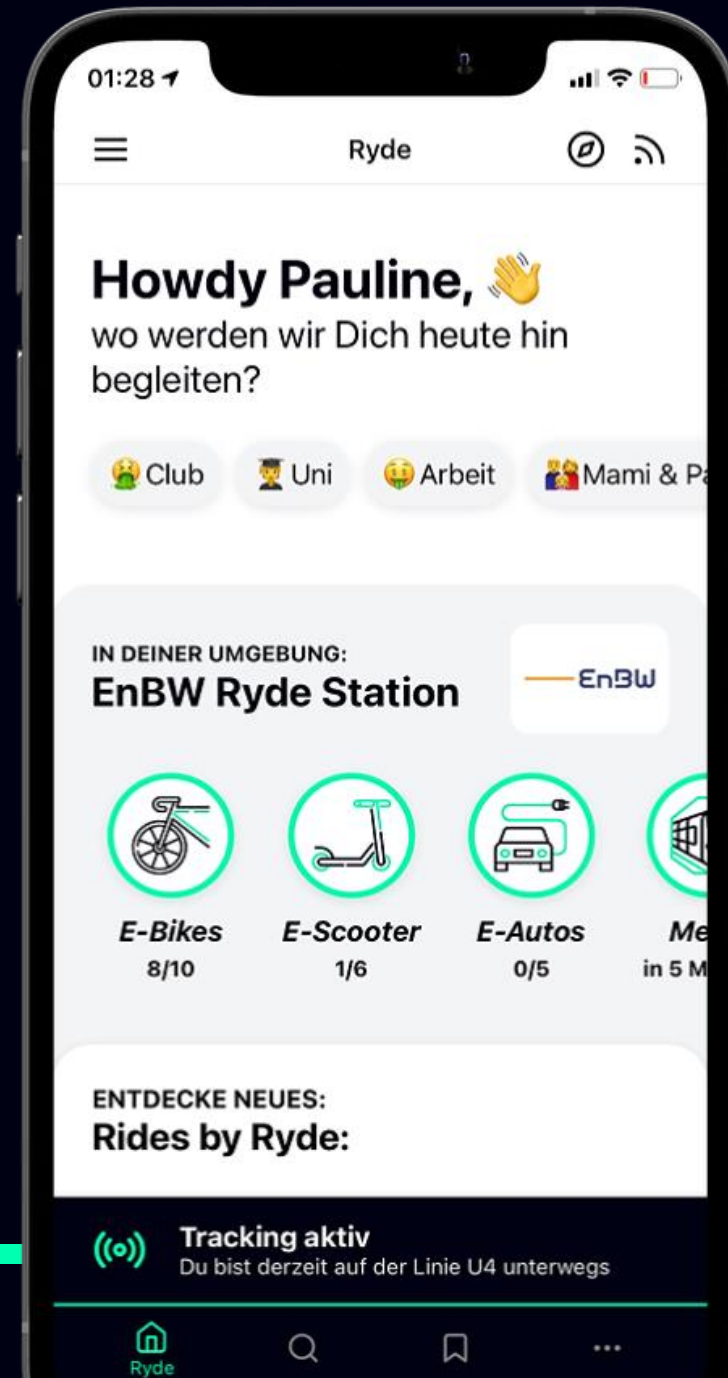 01:28
Ryde
Howdy Pauline, 👋
wo werden wir Dich heute hin
begleiten?
Club Uni Arbeit Mami & Pa
IN DEINER UMGEBUNG:
EnBW Ryde Station
EnBW
E-Bikes E-Scooter E-Autos Me
8/10 1/6 0/5 in 5 M
ENTDECKE NEUES:
Rides by Ryde:
Tracking aktiv
Du bist derzeit auf der Linie U4 unterwegs
Ryde